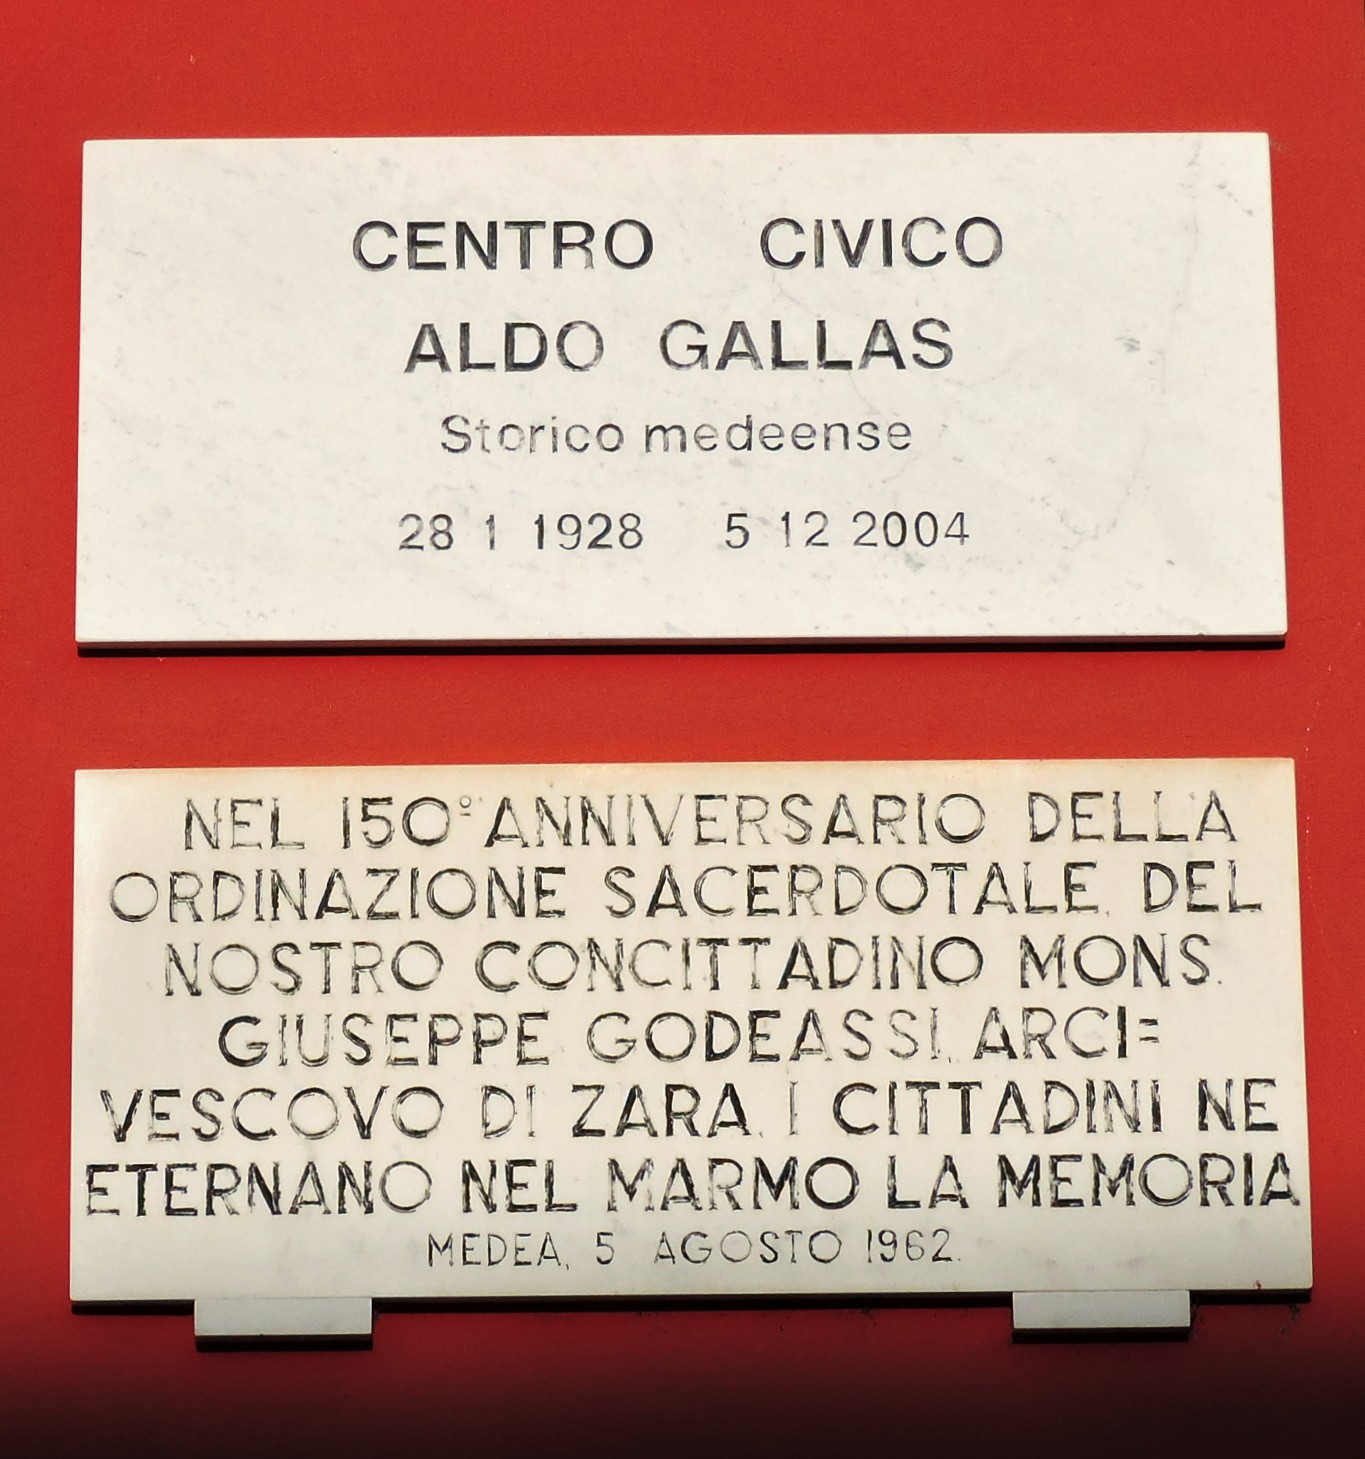 CENTRO CIVICO
ALDO GALLAS
Storico medeense
28 1 1928 5 12 2004
NEL 150º ANNIVERSARIO DELLA
ORDINAZIONE SACERDOTALE, DEL
NOSTRO CONCITTADINO MONS.
GIUSEPPE GODEASSI, ARCI=
VESCOVO DI ZARA, I CITTADINI NE
ETERNANO NEL MARMO LA MEMORIA
MEDEA, 5 AGOSTO 1962.